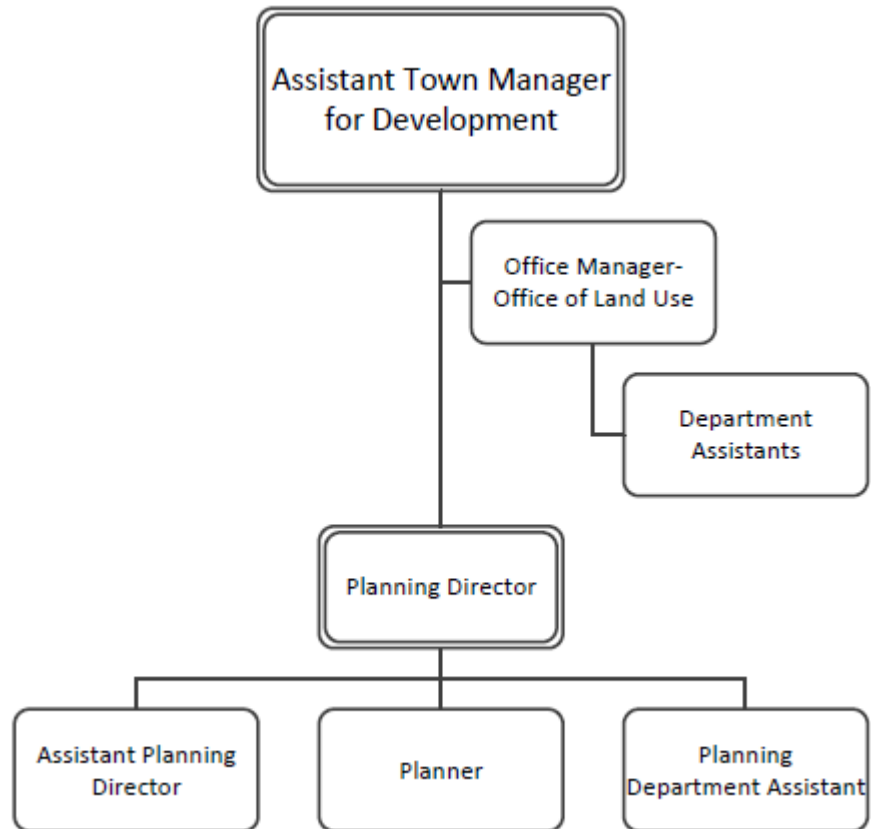 Assistant Town Manager
for Development
Office Manager-
Office of Land Use
Department
Assistants
Planning Director
Assistant Planning
Director
Planner
Planning
Department Assistant